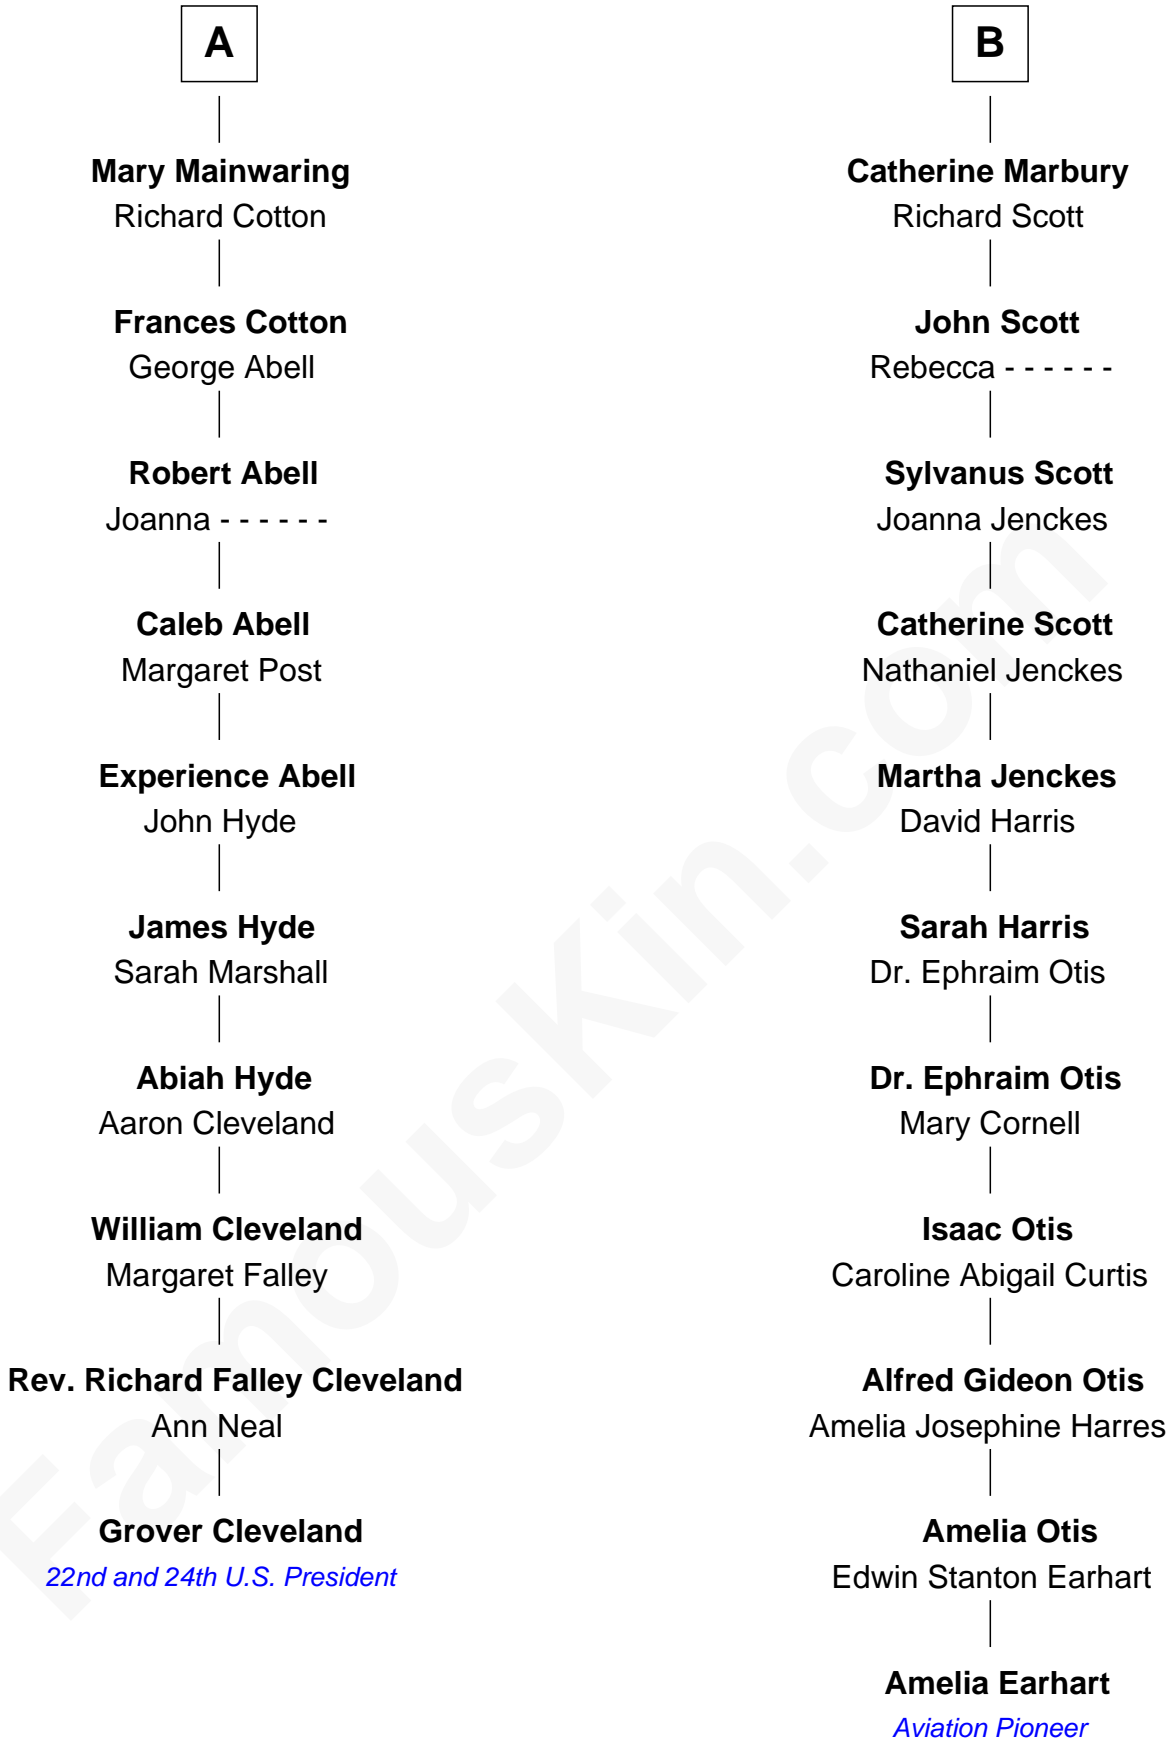 A
Mary Mainwaring
Richard Cotton
Frances Cotton
George Abell
Robert Abell
Joanna - - - - - -
Caleb Abell
Margaret Post
Experience Abell
John Hyde
James Hyde
Sarah Marshall
Abiah Hyde
Aaron Cleveland
William Cleveland
Margaret Falley
Rev. Richard Falley Cleveland
Ann Neal
Grover Cleveland
22nd and 24th U.S. President
B
Catherine Marbury
Richard Scott
John Scott
Rebecca - - - - - -
Sylvanus Scott
Joanna Jenckes
Catherine Scott
Nathaniel Jenckes
Martha Jenckes
David Harris
Sarah Harris
Dr. Ephraim Otis
Dr. Ephraim Otis
Mary Cornell
Isaac Otis
Caroline Abigail Curtis
Alfred Gideon Otis
Amelia Josephine Harres
Amelia Otis
Edwin Stanton Earhart
Amelia Earhart
Aviation Pioneer
FamousKin.com